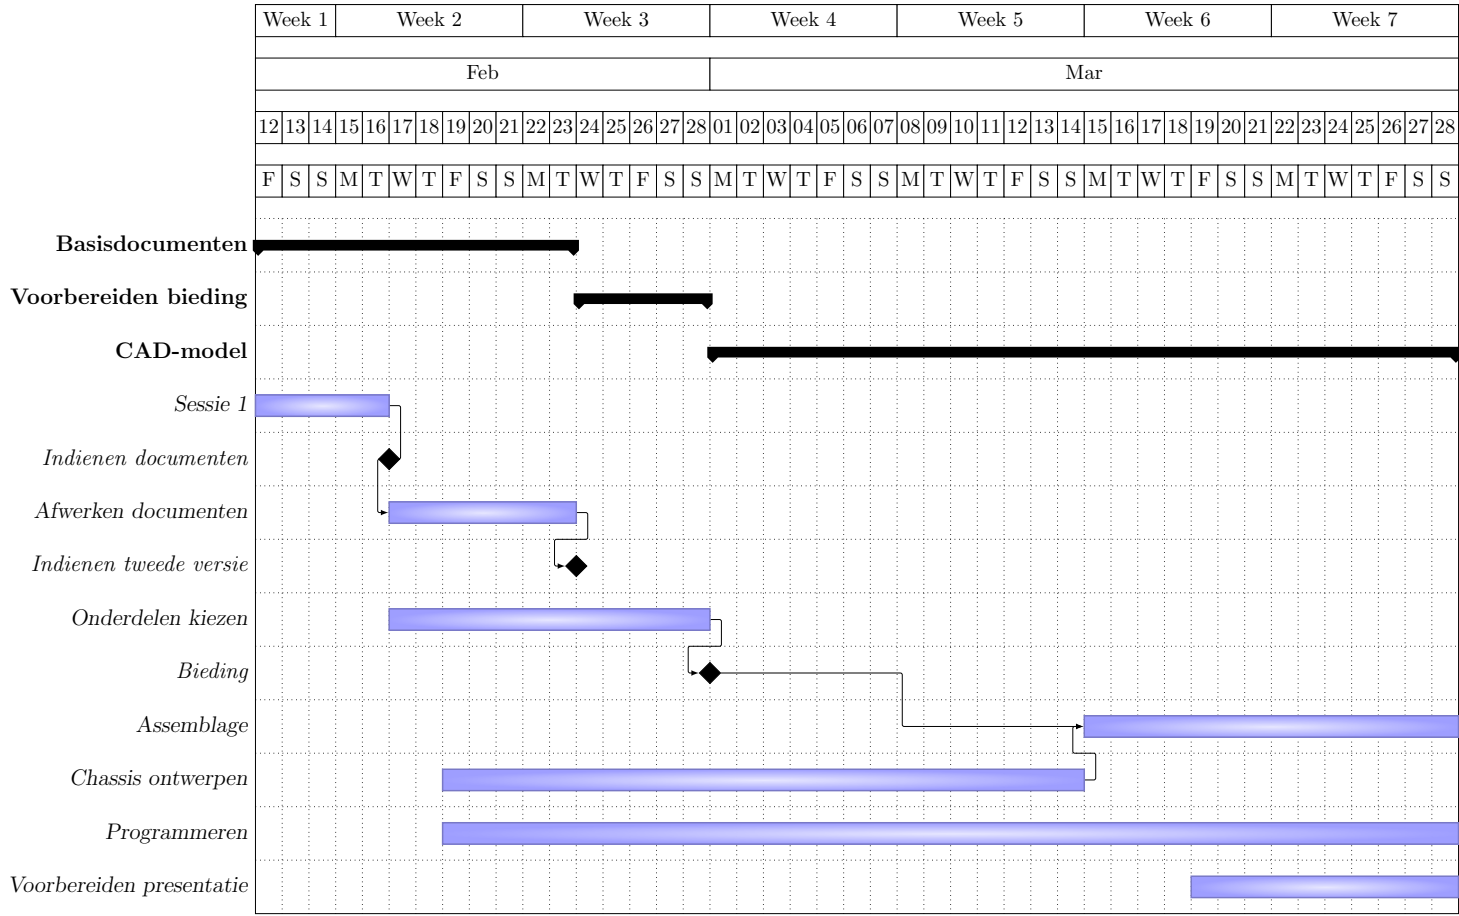 Week 1 Week 2 Week 3 Week 4 Week 5 Week 6 Week 7
Feb Mar
12 13 14 15 16 17 18 19 20 21 22 23 24 25 26 27 28 01 02 03 04 05 06 07 08 09 10 11 12 13 14 15 16 17 18 19 20 21 22 23 24 25 26 27 28
F S S M T W T F S S M T W T F S S M T W T F S S M T W T F S S M T W T F S S M T W T F S S
Basisdocumenten
Voorbereiden bieding
CAD-model
Sessie 1
Indienen documenten
Afwerken documenten
Indienen tweede versie
Onderdelen kiezen
Bieding
Assemblage
Chassis ontwerpen
Programmeren
Voorbereiden presentatie